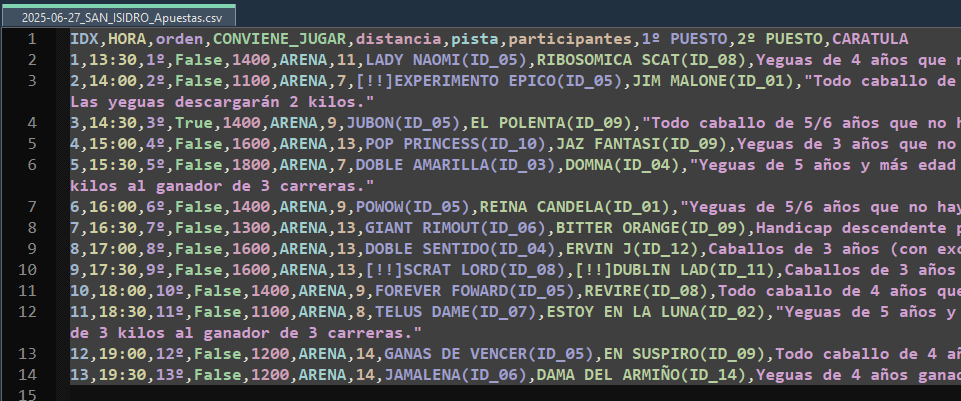 2025-06-27_SAN_ISIDRO_Apuestas.csv
1 IDX,HORA,orden,CONVIENE_JUGAR,distancia,pista,participantes,1º PUESTO,2º PUESTO,CARATULA
2 1,13:30,1º,False,1400,ARENA,11,LADY NAOMI(ID_05),RIBOSOMICA SCAT(ID_08),Yeguas de 4 años que
3 2,14:00,2º,False,1100,ARENA,7,[!!]EXPERIMENTO EPICO(ID_05),JIM MALONE(ID_01),"Todo caballo de
Las yeguas descargarán 2 kilos."
4 3,14:30,3º,True,1400,ARENA,9,JUBON(ID_05),EL POLENTA(ID_09),"Todo caballo de 5/6 años que no h
5 4,15:00,4º,False,1600,ARENA,13,POP PRINCESS(ID_10),JAZ FANTASI(ID_09),Yeguas de 3 años que no
6 5,15:30,5º,False,1800,ARENA,7,DOBLE AMARILLA(ID_03),DOMNA(ID_04),"Yeguas de 5 años y más edad
kilos al ganador de 3 carreras."
7 6,16:00,6º,False,1400,ARENA,9,POWOW(ID_05),REINA CANDELA(ID_01),"Yeguas de 5/6 años que no hay
8 7,16:30,7º,False,1300,ARENA,13,GIANT RIMOUT(ID_06),BITTER ORANGE(ID_09),Handicap descendente p
9 8,17:00,8º,False,1600,ARENA,13,DOBLE SENTIDO(ID_04),ERVIN J(ID_12),Caballos de 3 años (con exc
10 9,17:30,9º,False,1600,ARENA,13,[!!]SCRAT LORD(ID_08),[!!]DUBLIN LAD(ID_11),Caballos de 3 años
11 10,18:00,10º,False,1400,ARENA,9,FOREVER FOWARD(ID_05),REVIRE(ID_08),Todo caballo de 4 años que
12 11,18:30,11º,False,1100,ARENA,8,TELUS DAME(ID_07),ESTOY EN LA LUNA(ID_02),"Yeguas de 5 años y
de 3 kilos al ganador de 3 carreras."
13 12,19:00,12º,False,1200,ARENA,14,GANAS DE VENCER(ID_05),EN SUSPIRO(ID_09),Todo caballo de 4 añ
14 13,19:30,13º,False,1200,ARENA,14,JAMALENA(ID_06),DAMA DEL ARMIÑO(ID_14),Yeguas de 4 años ganad
15